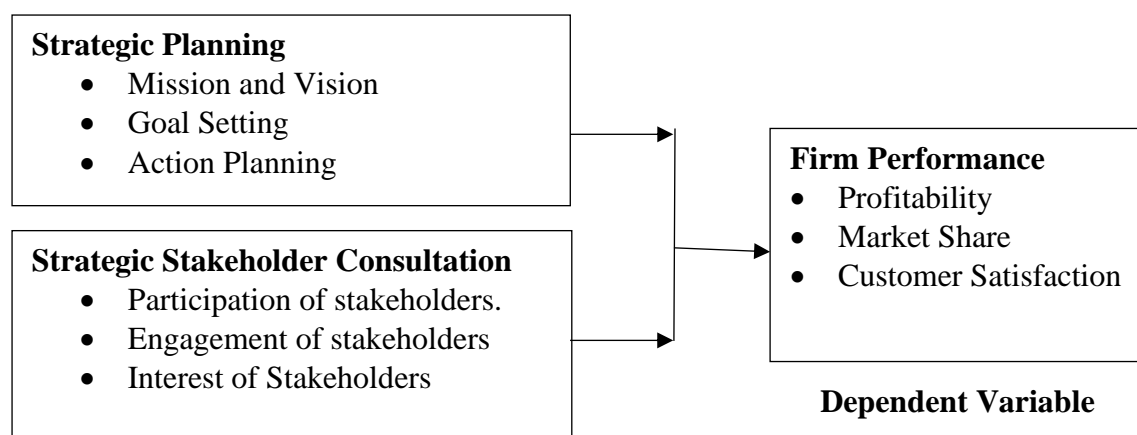 Strategic Planning
• Mission and Vision
• Goal Setting
• Action Planning
Strategic Stakeholder Consultation
• Participation of stakeholders.
• Engagement of stakeholders
• Interest of Stakeholders
Firm Performance
• Profitability
• Market Share
• Customer Satisfaction
Dependent Variable